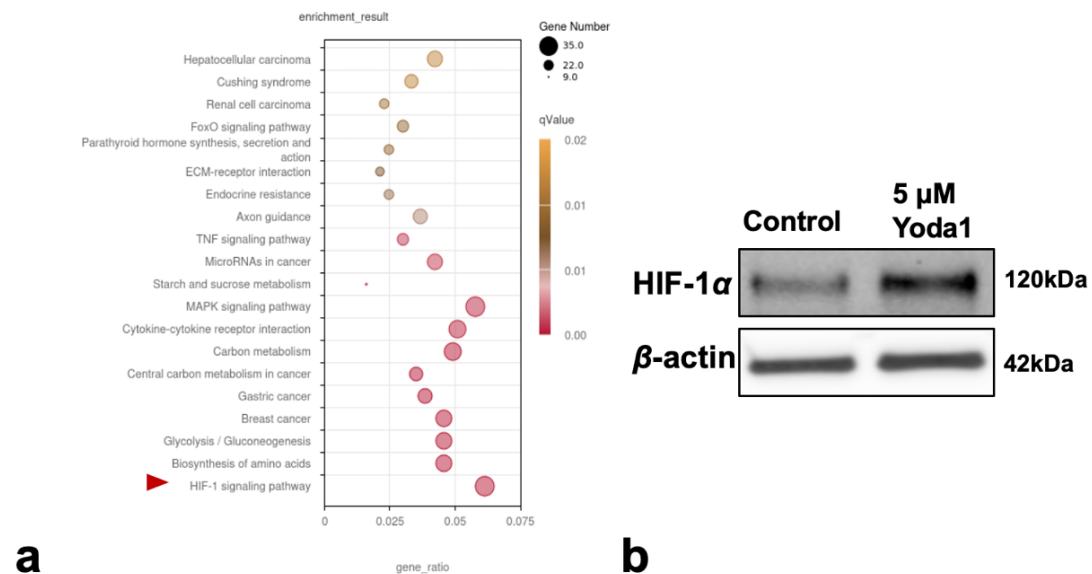 enrichment_result
Hepatocellular carcinoma
Cushing syndrome
Renal cell carcinoma
FoxO signaling pathway
Parathyroid hormone synthesis, secretion and
action
ECM-receptor interaction
Endocrine resistance
Axon guidance
TNF signaling pathway
MicroRNAs in cancer
Starch and sucrose metabolism
MAPK signaling pathway
Cytokine-cytokine receptor interaction
Carbon metabolism
Central carbon metabolism in cancer
Gastric cancer
Breast cancer
Glycolysis / Gluconeogenesis
Biosynthesis of amino acids
HIF-1 signaling pathway
0 0.025 0.05 0.075
gene_ratio
Gene Number
35.0
22.0
9.0
qValue
0.02
0.01
0.01
0.00
a
Control
5 μM
Yoda1
HIF-1α
120kDa
β-actin
42kDa
b